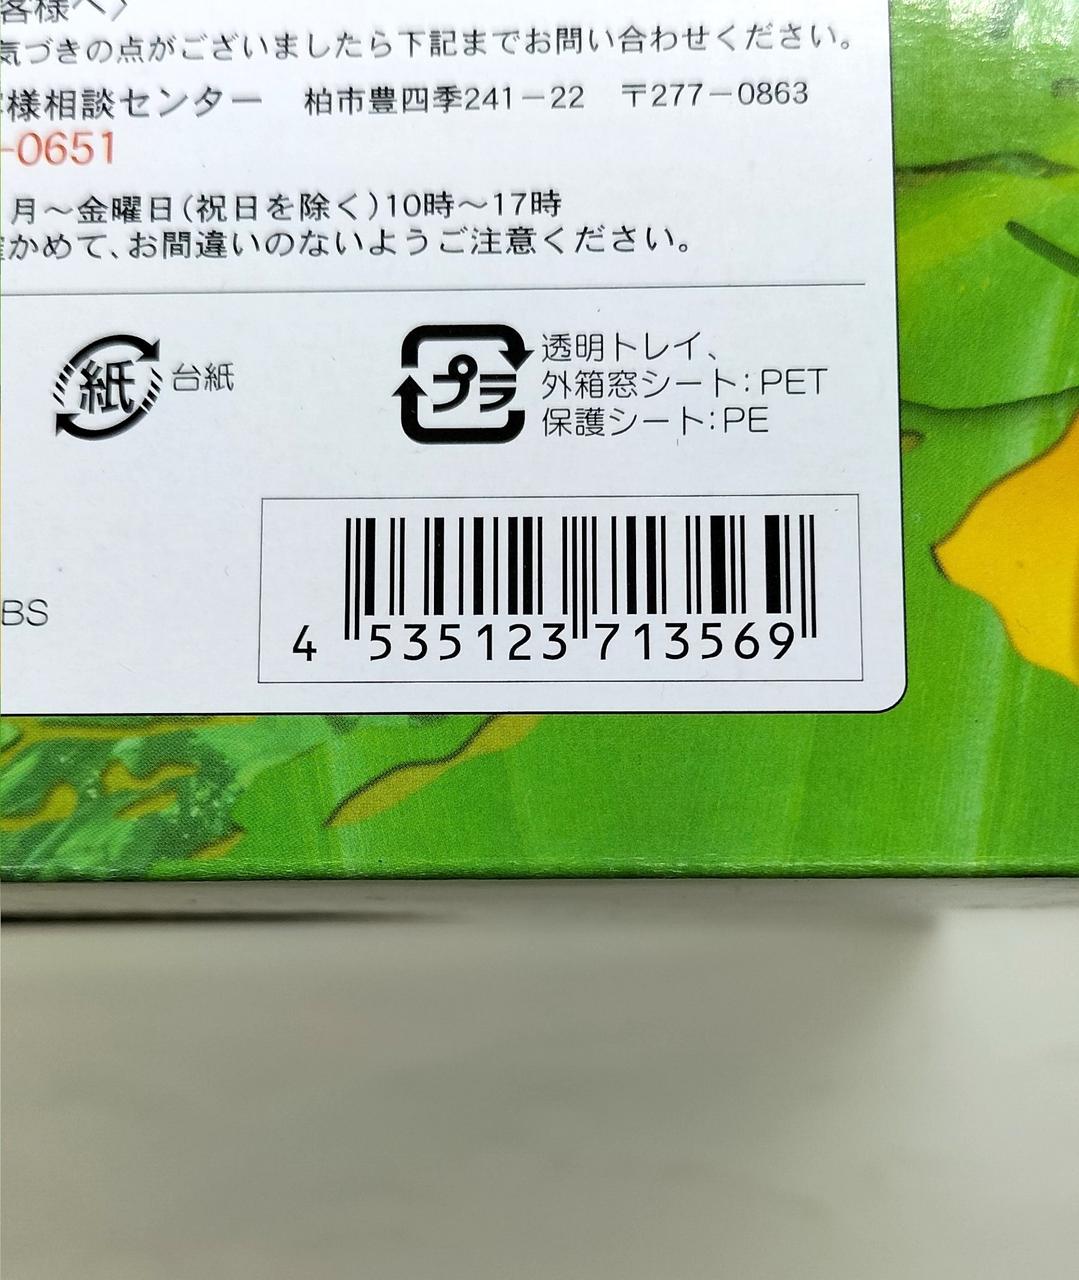 客様へ〉
気づきの点がございましたら下記までお問い合わせください。
様相談センター 柏市豊四季241－22 〒277－0863
-0651
月～金曜日(祝日を除く)10時～17時
かめて、お間違いのないようご注意ください。
紙 台紙
プラ 透明トレイ、
外箱窓シート：PET
保護シート：PE
BS
4 535123 713569